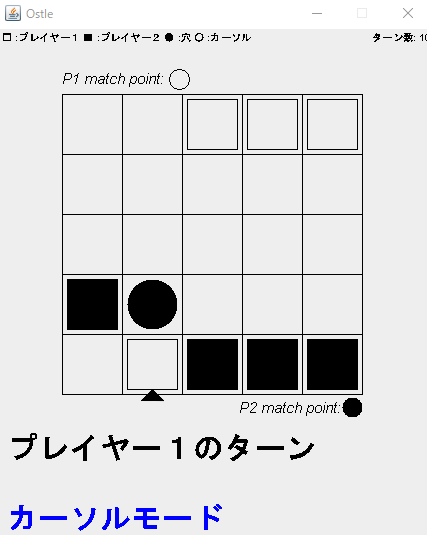 Ostle
□ :プレイヤー1 ■ :プレイヤー2 ● :穴 ○ :カーソル ターン数: 10
P1 match point:
P2 match point:
プレイヤー１のターン
カーソルモード